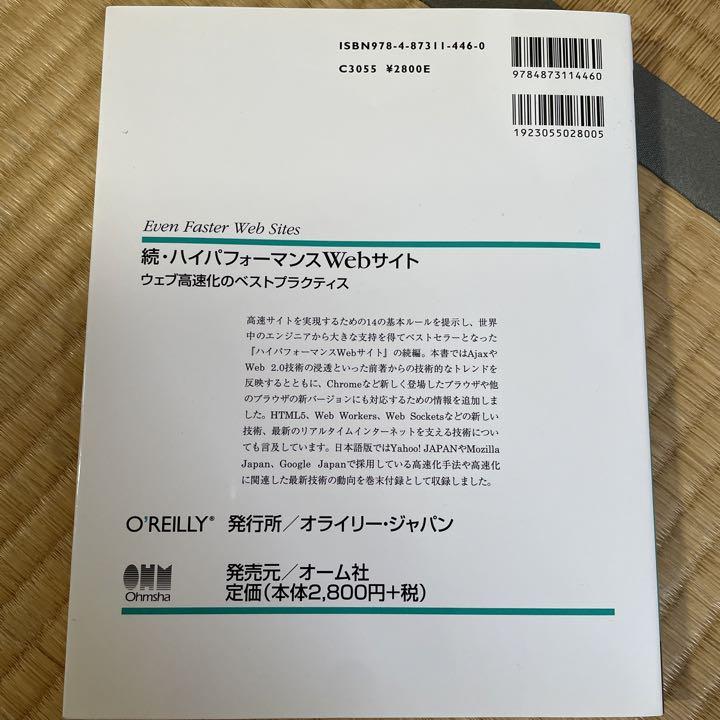 ISBN978-4-87311-446-0
C3055 ¥2800E
9784873114460
1923055028005
Even Faster Web Sites
続・ハイパフォーマンスWebサイト
ウェブ高速化のベストプラクティス
高速サイトを実現するための14の基本ルールを提示し、世界
中のエンジニアから大きな支持を得てベストセラーとなった
『ハイパフォーマンスWebサイト』の続編。本書ではAjaxや
Web 2.0技術の浸透といった前著からの技術的なトレンドを
反映するとともに、Chromeなど新しく登場したブラウザや他
のブラウザの新バージョンにも対応するための情報を追加しま
した。HTML5、Web Workers、Web Socketsなどの新しい
技術、最新のリアルタイムインターネットを支える技術につい
ても言及しています。日本語版ではYahoo! JAPANやMozilla
Japan、Google Japanで採用している高速化手法や高速化
に関連した最新技術の動向を巻末付録として収録しました。
O'REILLY® 発行所／オライリー・ジャパン
OHM
Ohmsha
発売元／オーム社
定価（本体2,800円+税）